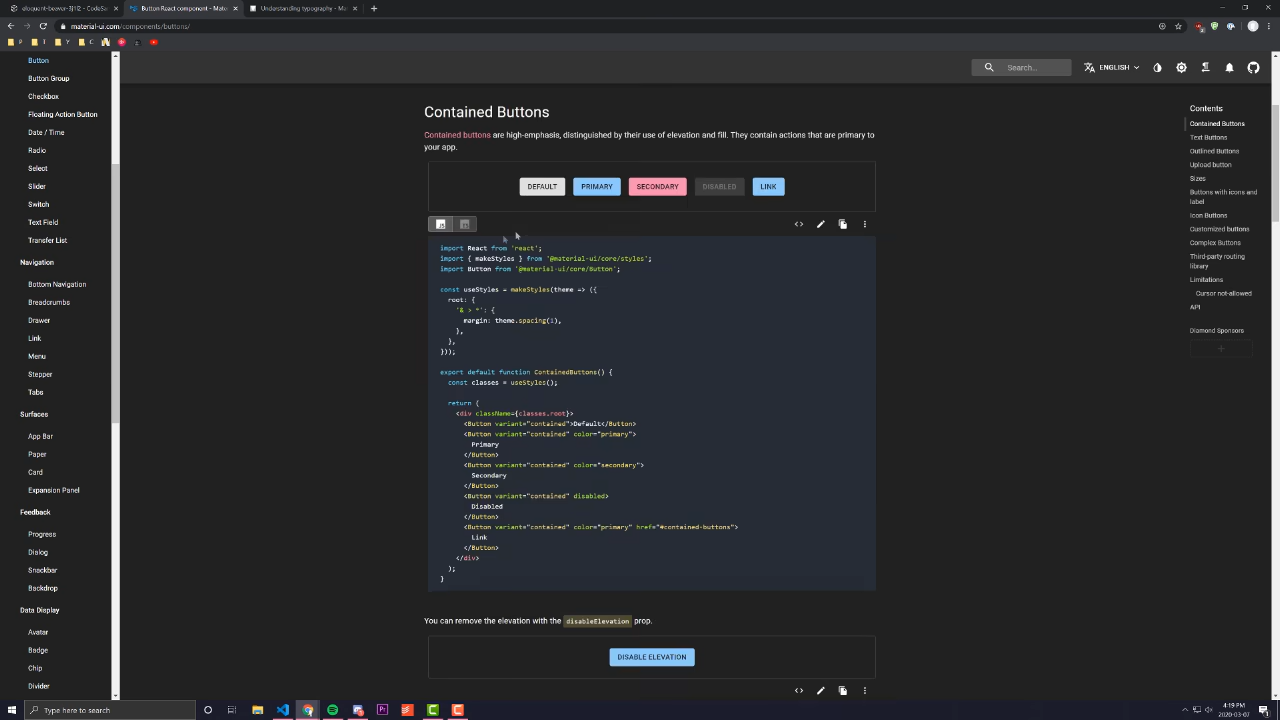 eloquent-beaver-3j1l2 - CodeSa
Button React component - Mate
Understanding typography - M
material-ui.com/components/buttons/
P
T
Y
C
Button
Button Group
Checkbox
Floating Action Button
Date / Time
Radio
Select
Slider
Switch
Text Field
Transfer List
Navigation
Bottom Navigation
Breadcrumbs
Drawer
Link
Menu
Stepper
Tabs
Surfaces
App Bar
Paper
Card
Expansion Panel
Feedback
Progress
Dialog
Snackbar
Backdrop
Data Display
Avatar
Badge
Chip
Divider
Search…
ENGLISH
Contained Buttons
Contained buttons are high-emphasis, distinguished by their use of elevation and fill. They contain actions that are primary to
your app.
DEFAULT PRIMARY SECONDARY DISABLED LINK
JS TS
import React from 'react';
import { makeStyles } from '@material-ui/core/styles';
import Button from '@material-ui/core/Button';
const useStyles = makeStyles(theme => ({
root: {
'& > *': {
margin: theme.spacing(1),
},
},
}));
export default function ContainedButtons() {
const classes = useStyles();
return (
<div className={classes.root}>
<Button variant="contained">Default</Button>
<Button variant="contained" color="primary">
Primary
</Button>
<Button variant="contained" color="secondary">
Secondary
</Button>
<Button variant="contained" disabled>
Disabled
</Button>
<Button variant="contained" color="primary" href="#contained-buttons">
Link
</Button>
</div>
);
}
You can remove the elevation with the disableElevation prop.
DISABLE ELEVATION
Contents
Contained Buttons
Text Buttons
Outlined Buttons
Upload button
Sizes
Buttons with icons and
label
Icon Buttons
Customized buttons
Complex Buttons
Third-party routing
library
Limitations
Cursor not-allowed
API
Diamond Sponsors
Type here to search
4:19 PM
2020-03-07